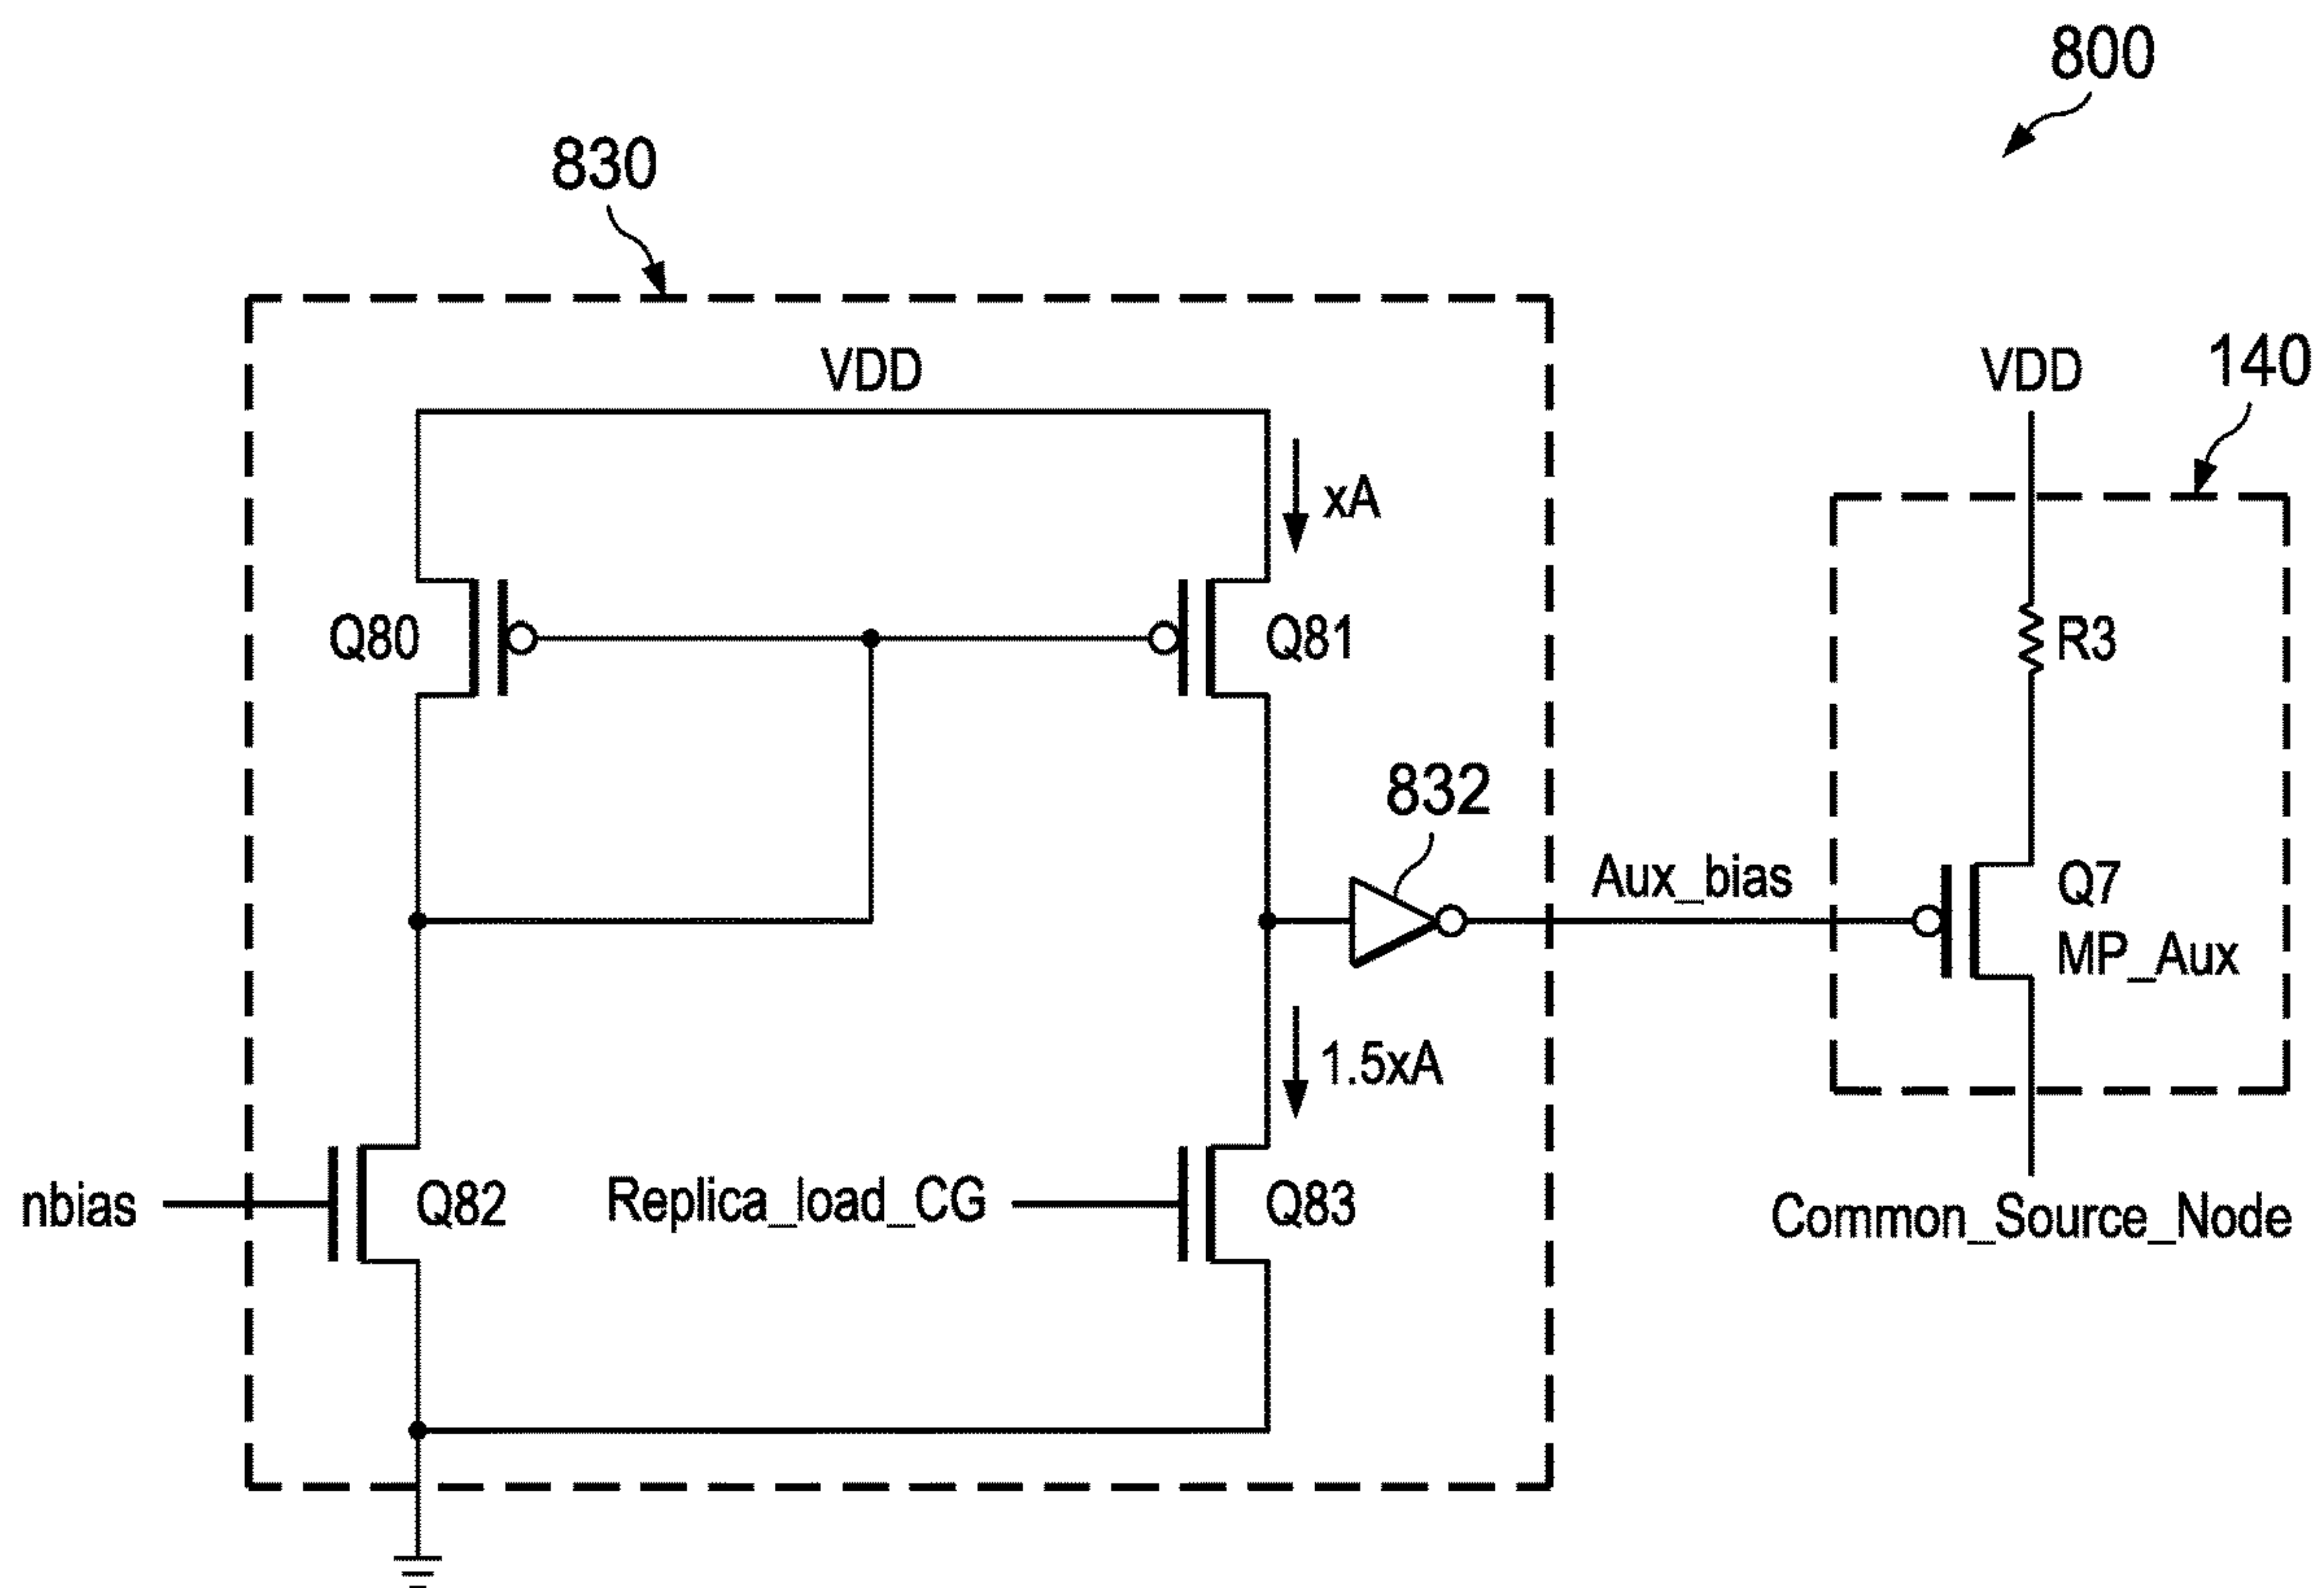 800
830
VDD
VDD
140
xA
Q80
Q81
R3
832
Aux_bias
Q7
MP_Aux
1.5xA
nbias
Q82
Replica_load_CG
Q83
Common_Source_Node